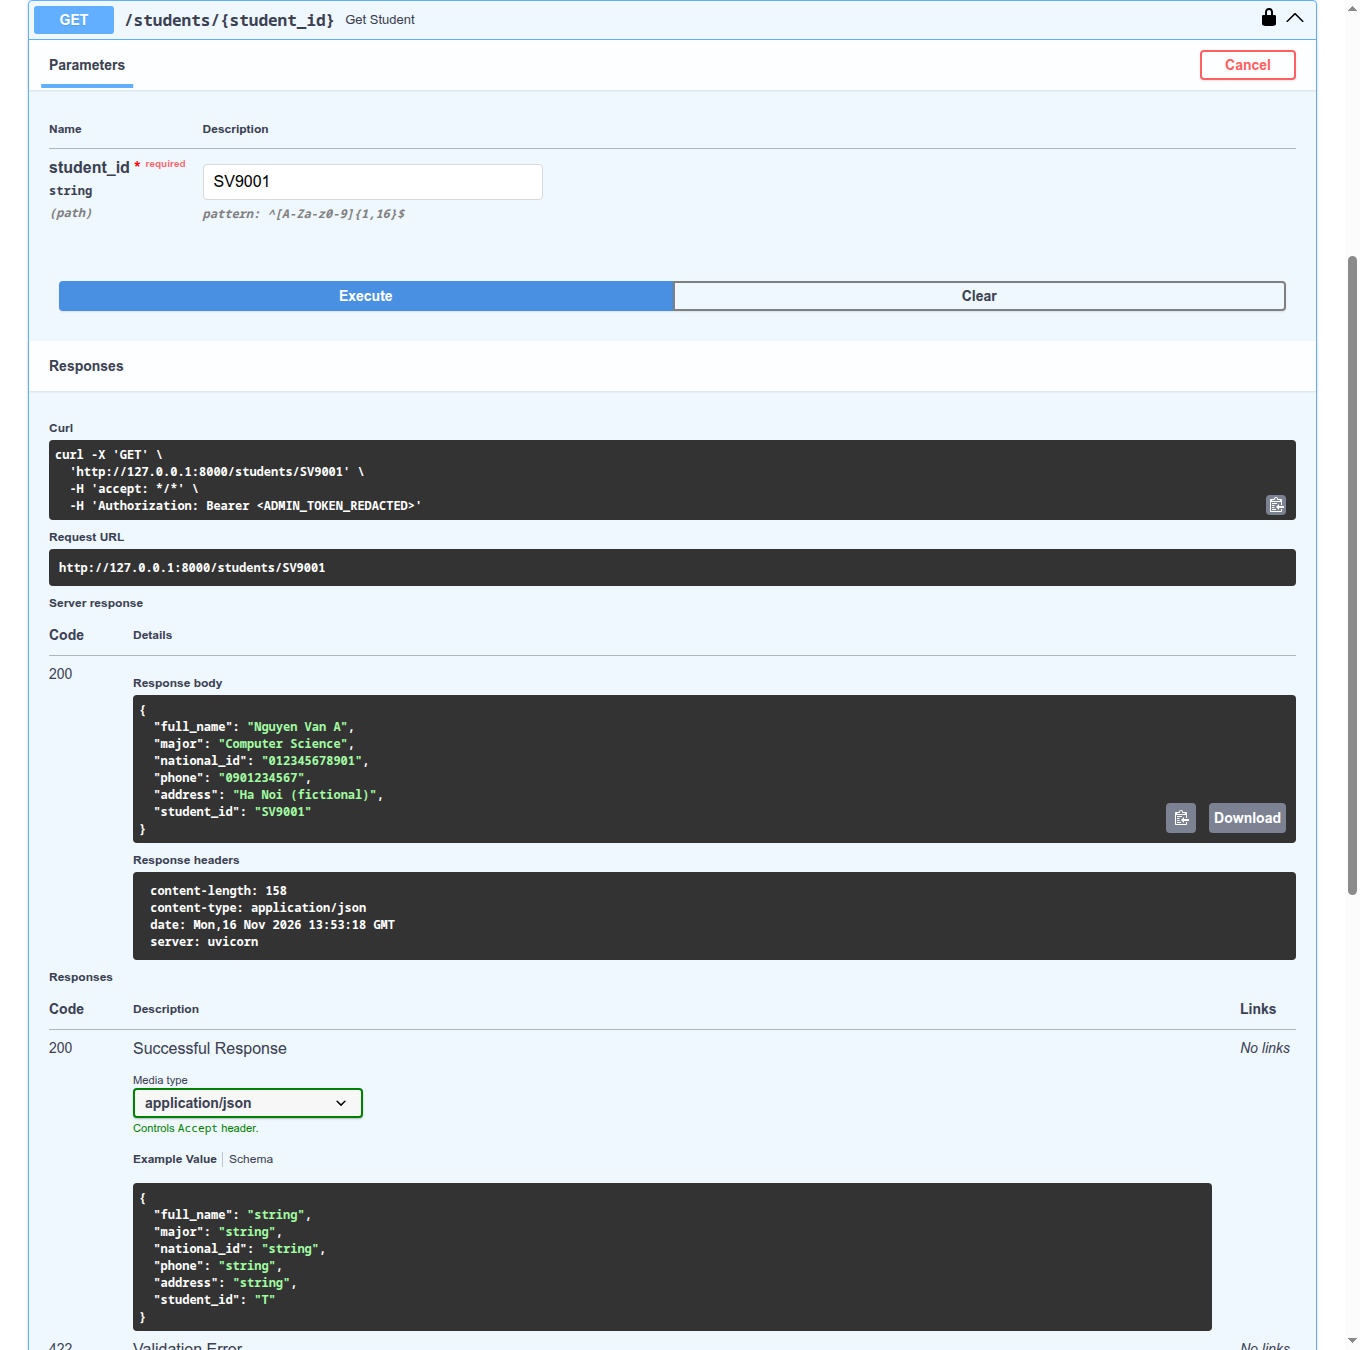 GET /students/{student_id} Get Student
Parameters
Cancel
Name Description
student_id * required
string
(path)
SV9001
pattern: ^[A-Za-z0-9]{1,16}$
Execute
Clear
Responses
Curl
curl -X 'GET' \
  'http://127.0.0.1:8000/students/SV9001' \
  -H 'accept: */*' \
  -H 'Authorization: Bearer <ADMIN_TOKEN_REDACTED>'
Request URL
http://127.0.0.1:8000/students/SV9001
Server response
Code Details
200
Response body
{
  "full_name": "Nguyen Van A",
  "major": "Computer Science",
  "national_id": "012345678901",
  "phone": "0901234567",
  "address": "Ha Noi (fictional)",
  "student_id": "SV9001"
}
Download
Response headers
content-length: 158
content-type: application/json
date: Mon,16 Nov 2026 13:53:18 GMT
server: uvicorn
Responses
Code Description Links
200 Successful Response No links
Media type
application/json
Controls Accept header.
Example Value Schema
{
  "full_name": "string",
  "major": "string",
  "national_id": "string",
  "phone": "string",
  "address": "string",
  "student_id": "T"
}
422 Validation Error No links